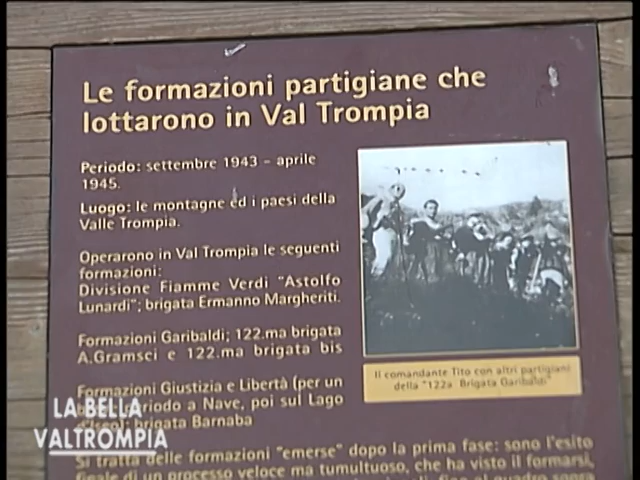 Le formazioni partigiane che
lottarono in Val Trompia
Periodo: settembre 1943 - aprile
1945.
Luogo: le montagne ed i paesi della
Valle Trompia.
Operarono in Val Trompia le seguenti
formazioni:
Divisione Fiamme Verdi "Astolfo
Lunardi"; brigata Ermanno Margheriti.
Formazioni Garibaldi; 122.ma brigata
A.Gramsci e 122.ma brigata bis
Formazioni Giustizia e Libertà (per un
periodo a Nave, poi sul Lago
d'Iseo): brigata Barnaba
Si tratta delle formazioni "emerse" dopo la prima fase: sono l'esito
finale di un processo veloce ma tumultuoso, che ha visto il formarsi,
Il comandante Tito con altri partigiani
della "122a Brigata Garibaldi"
LA BELLA
VALTROMPIA